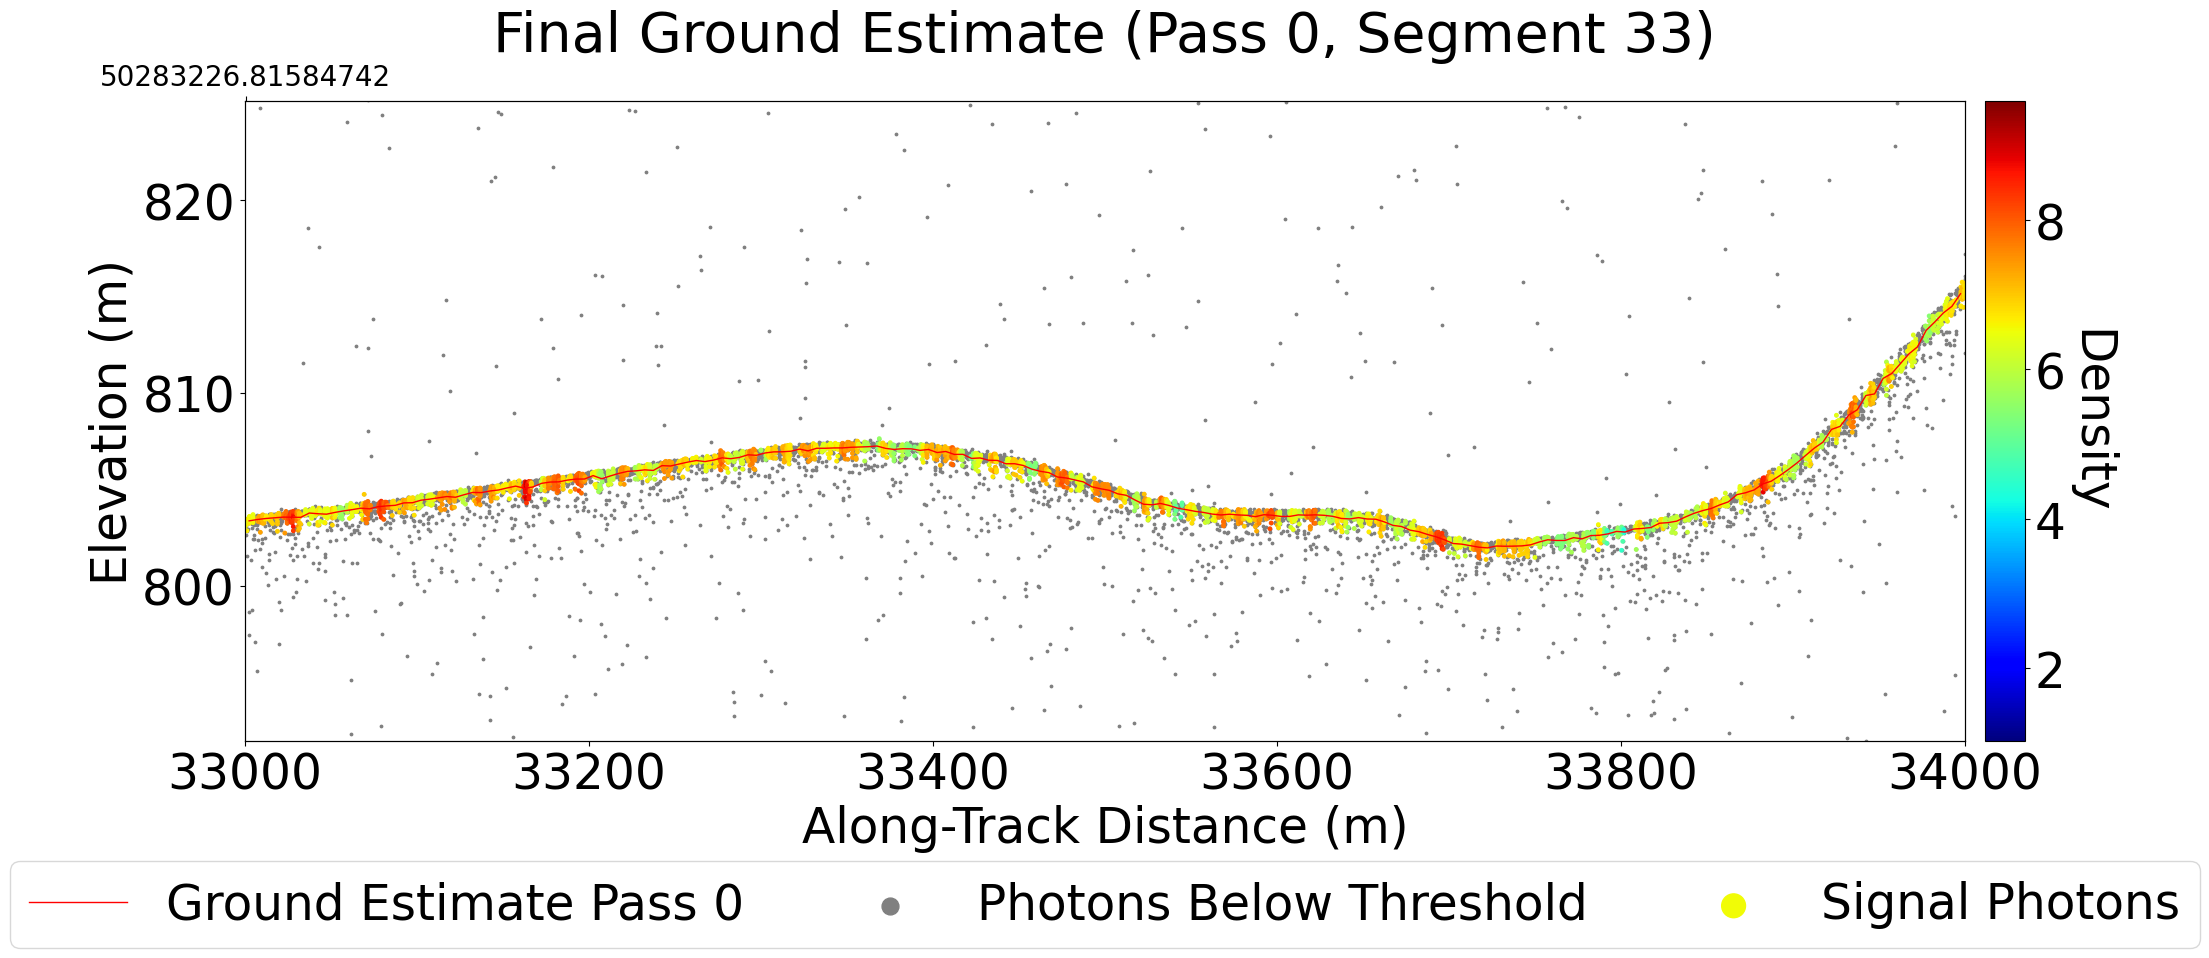 Final Ground Estimate (Pass 0, Segment 33)
50283226.81584742
820
810
800
Elevation (m)
33000 33200 33400 33600 33800 34000
Along-Track Distance (m)
8
6
4
2
Density
Ground Estimate Pass 0 Photons Below Threshold Signal Photons